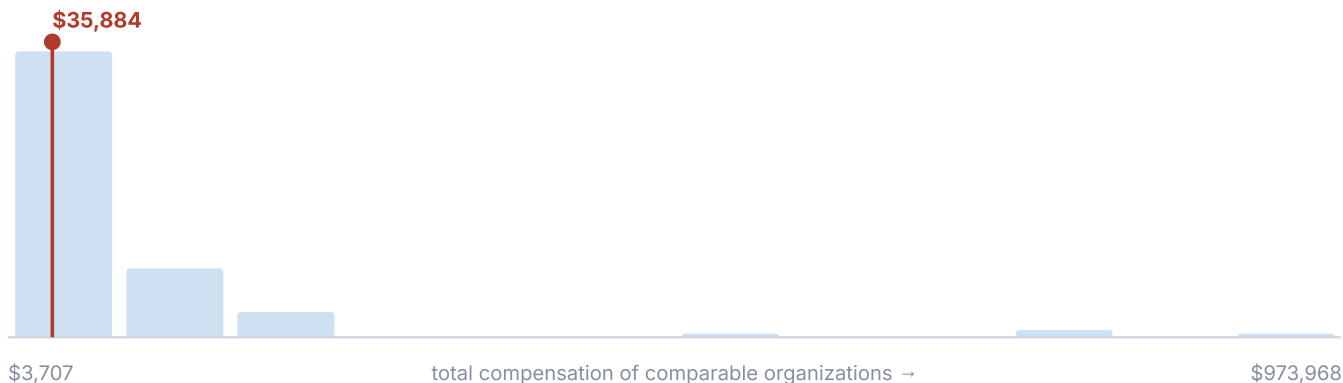 $35,884
$3,707 total compensation of comparable organizations → $973,968